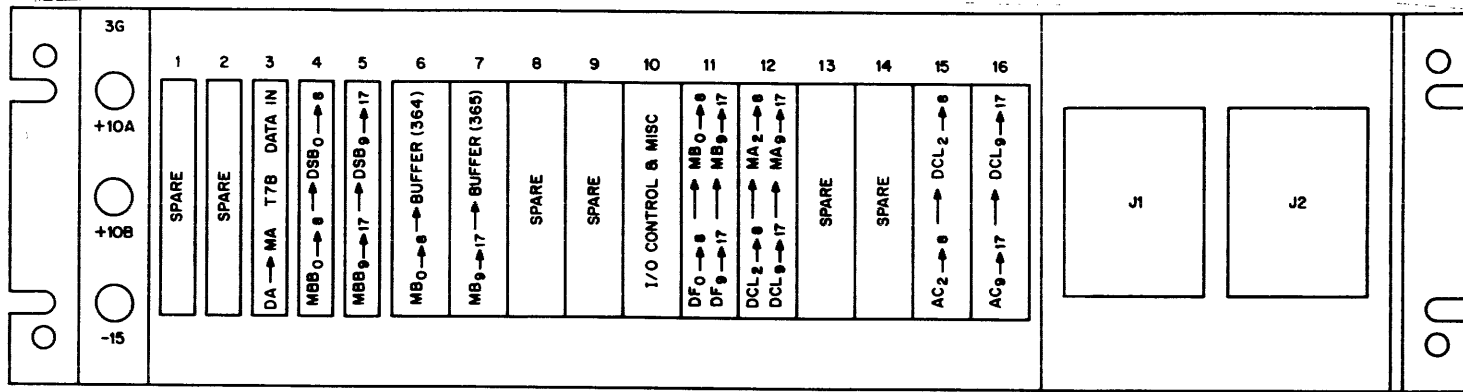 3G
+10A
+10B
-15
1 2 3 4 5 6 7 8 9 10 11 12 13 14 15 16
SPARE
SPARE
DA → MA T7B DATA IN
MBB0 → 8 → DSB0 → 8
MBB9 → 17 → DSB9 → 17
MB0 → 8 → BUFFER (364)
MB9 → 17 → BUFFER (365)
SPARE
SPARE
I/O CONTROL & MISC
DF0 → 8 → MB0 → 8
DF9 → 17 → MB9 → 17
DCL2 → 8 → MA2 → 8
DCL9 → 17 → MA9 → 17
SPARE
SPARE
AC2 → 8 → DCL2 → 8
AC9 → 17 → DCL9 → 17
J1
J2